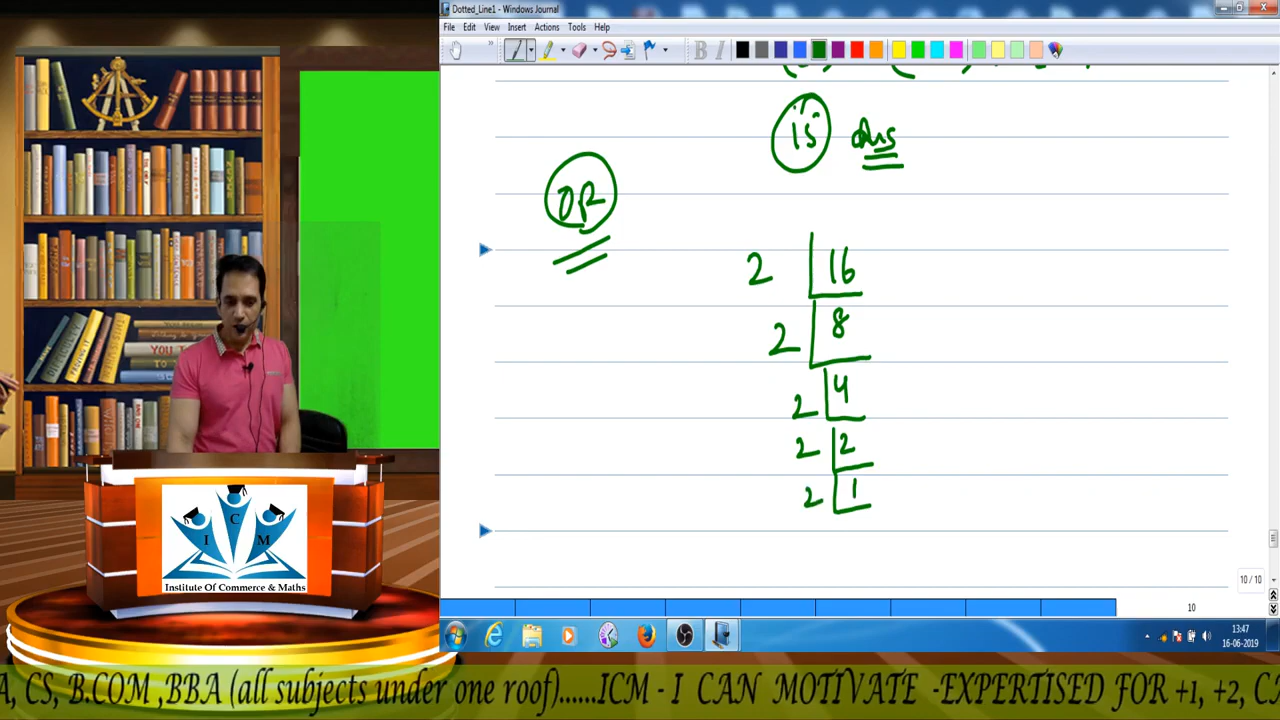 Dotted_Line1 - Windows Journal
File Edit View Insert Actions Tools Help
B I
15 ans
OR
2 16
2 8
2 4
2 2
2 1
10 / 10
10
13:47
16-06-2019
YOU
TO
I C M
Institute Of Commerce & Maths
A, CS, B.COM ,BBA (all subjects under one roof)......ICM - I CAN MOTIVATE -EXPERTISED FOR +1, +2, C